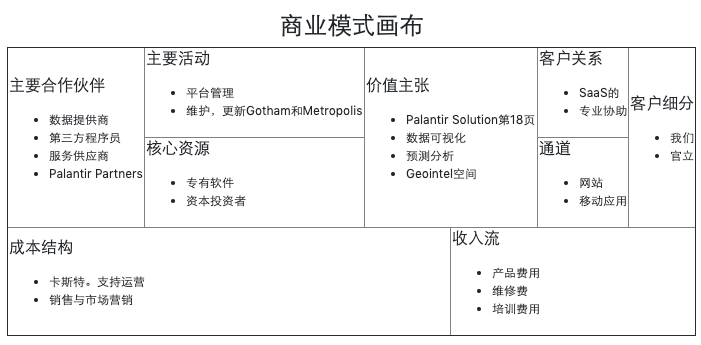 商业模式画布
主要合作伙伴
数据提供商
第三方程序员
服务供应商
Palantir Partners
主要活动
平台管理
维护，更新Gotham和Metropolis
核心资源
专有软件
资本投资者
价值主张
Palantir Solution第18页
数据可视化
预测分析
Geointel空间
客户关系
SaaS的
专业协助
通道
网站
移动应用
客户细分
我们
官立
成本结构
卡斯特。支持运营
销售与市场营销
收入流
产品费用
维修费
培训费用